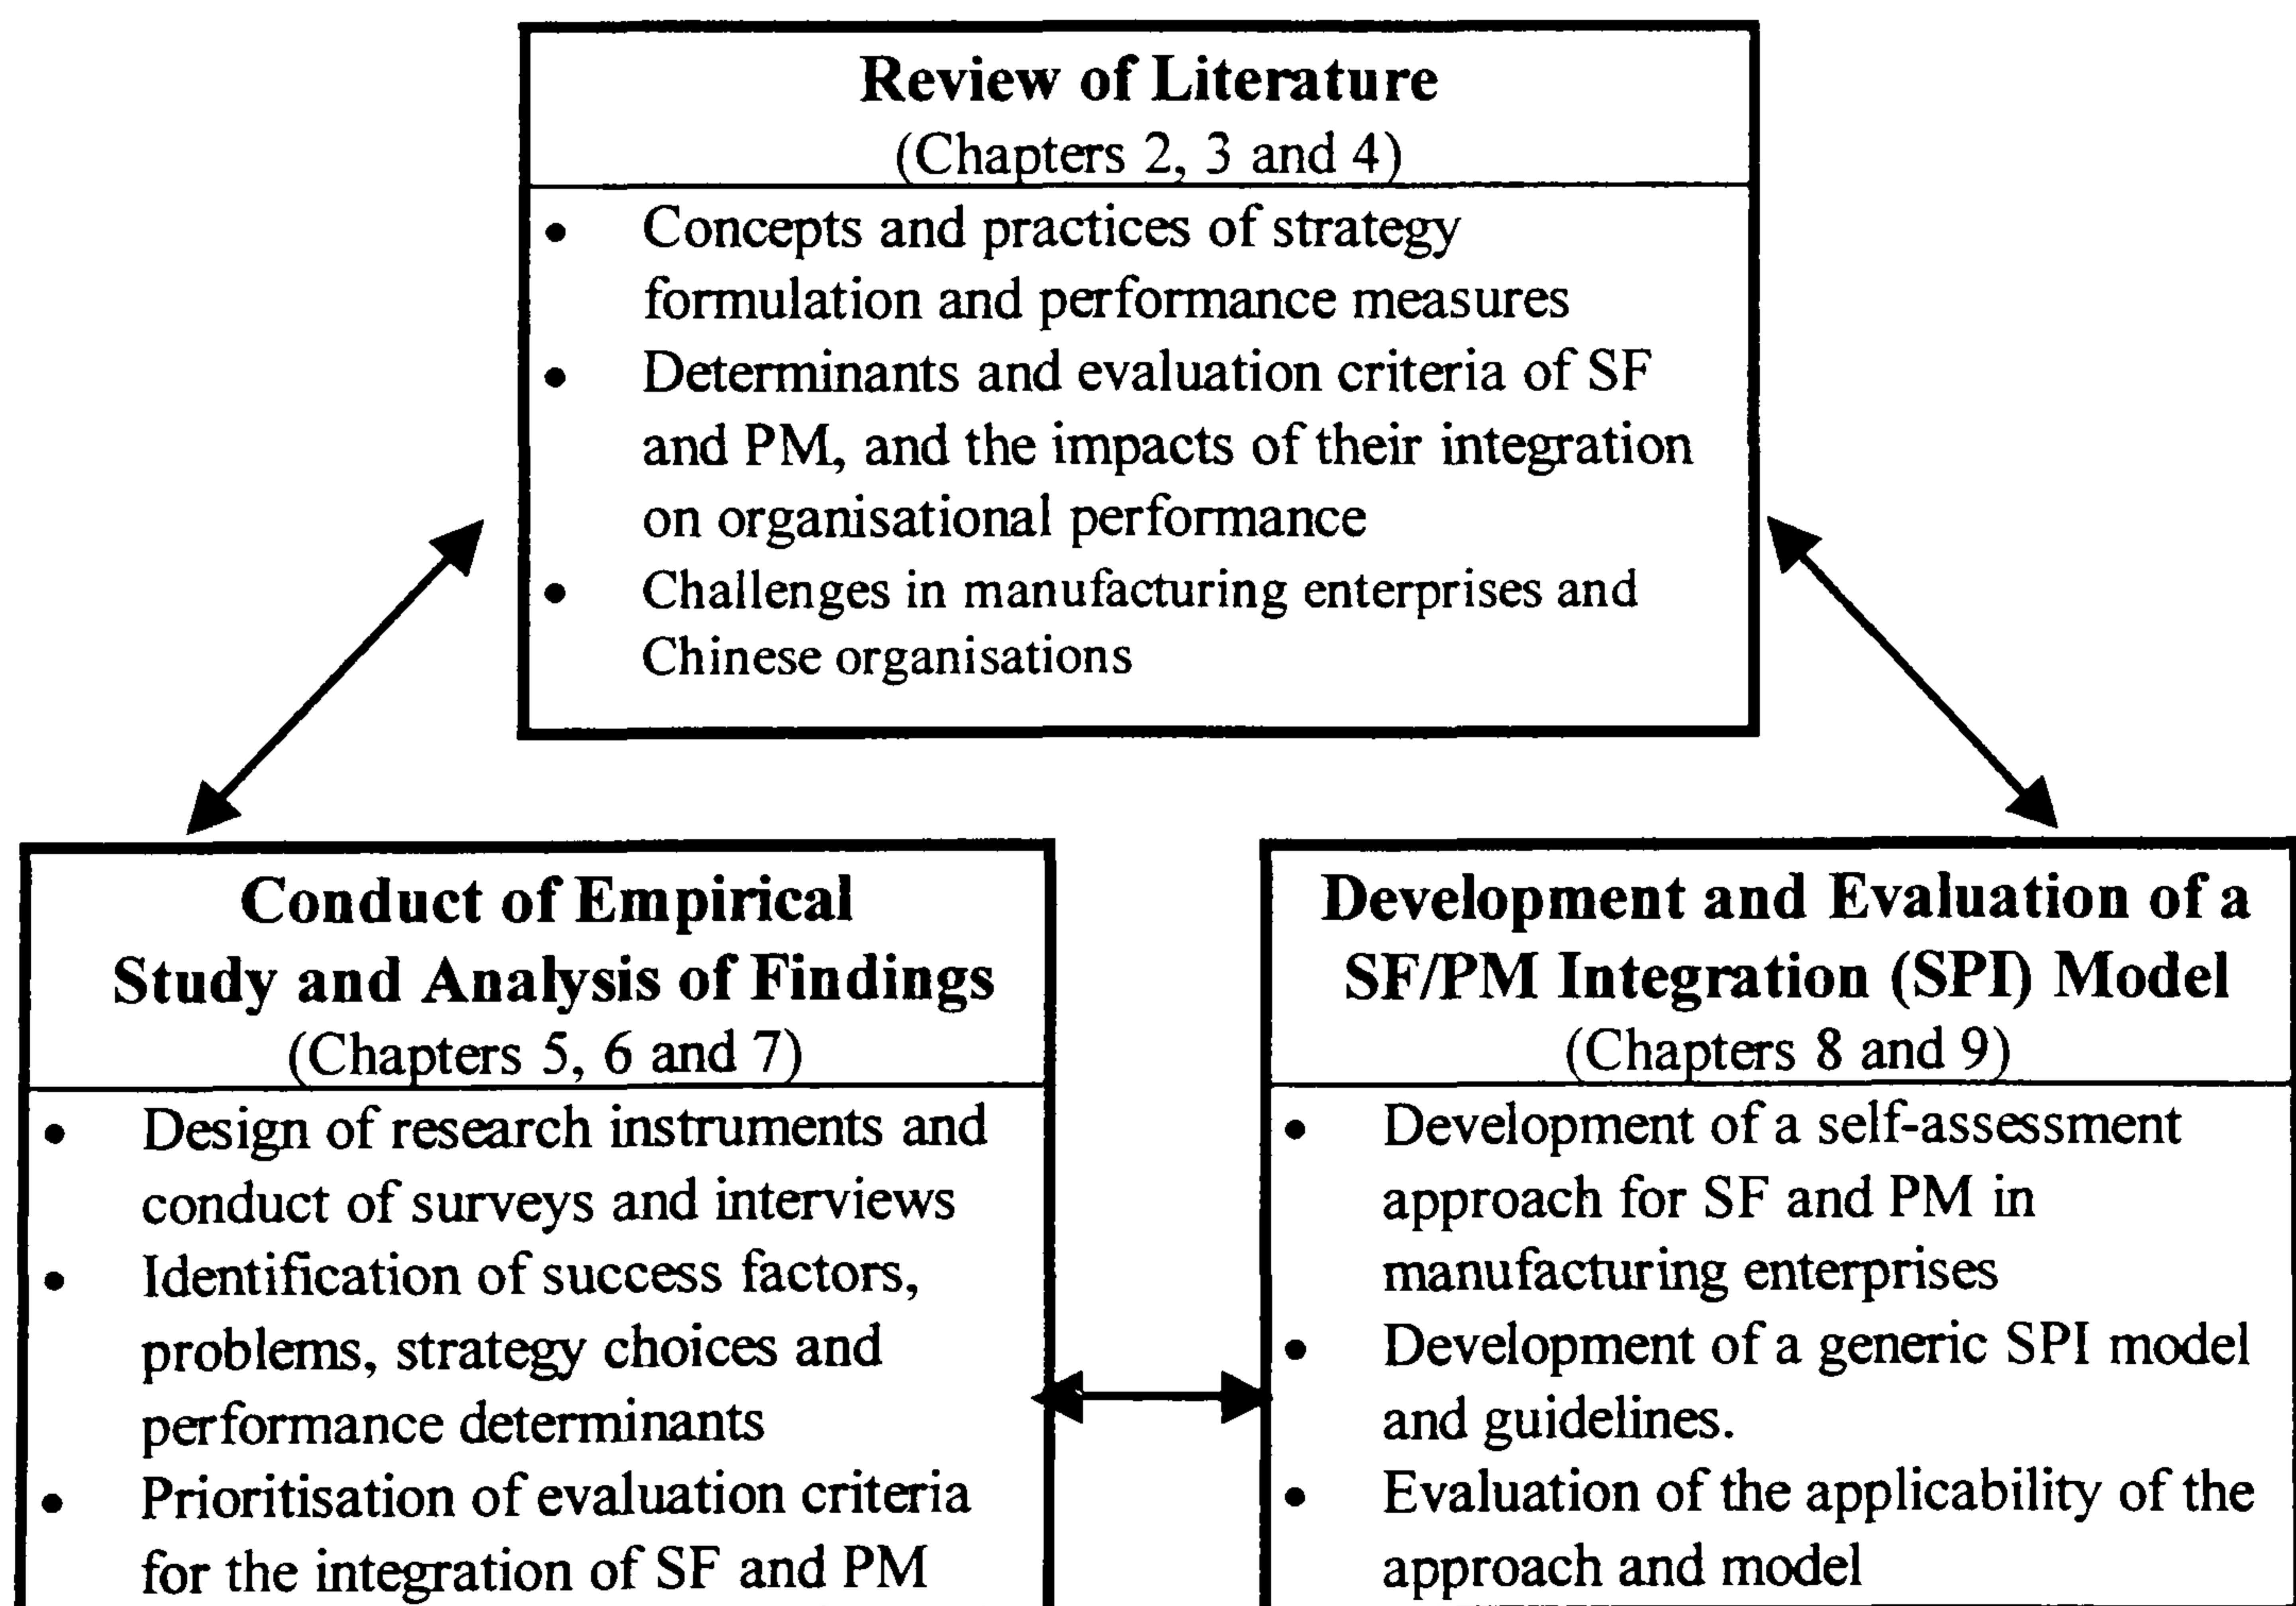 Review of Literature
(Chapters 2, 3 and 4)
• Concepts and practices of strategy
formulation and performance measures
• Determinants and evaluation criteria of SF
and PM, and the impacts of their integration
on organisational performance
• Challenges in manufacturing enterprises and
Chinese organisations
Conduct of Empirical
Study and Analysis of Findings
(Chapters 5, 6 and 7)
• Design of research instruments and
conduct of surveys and interviews
• Identification of success factors,
problems, strategy choices and
performance determinants
• Prioritisation of evaluation criteria
for the integration of SF and PM
Development and Evaluation of a
SF/PM Integration (SPI) Model
(Chapters 8 and 9)
• Development of a self-assessment
approach for SF and PM in
manufacturing enterprises
• Development of a generic SPI model
and guidelines.
• Evaluation of the applicability of the
approach and model